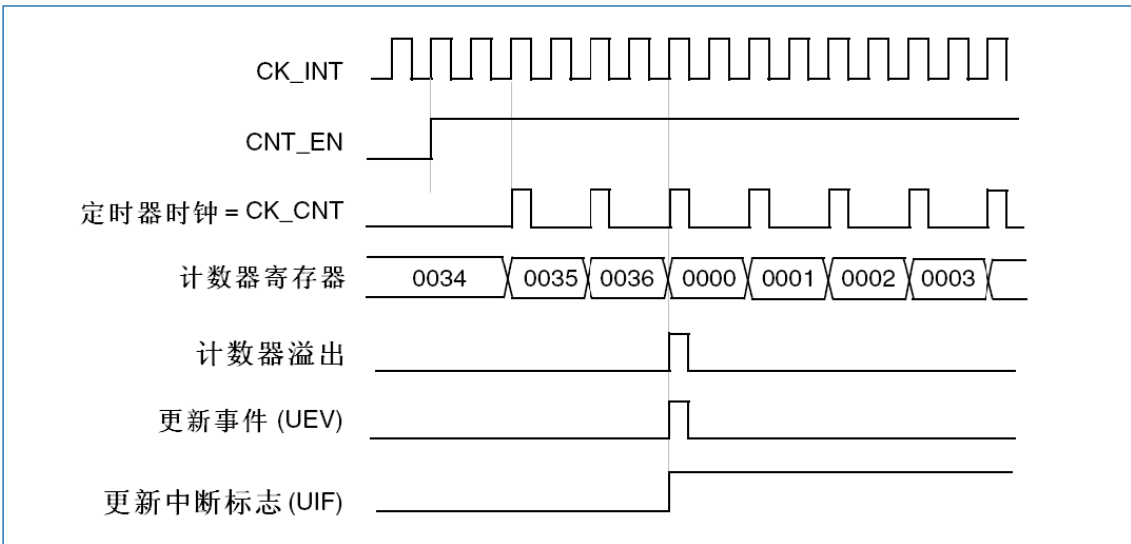 CK_INT
CNT_EN
定时器时钟 = CK_CNT
计数器寄存器 0034 0035 0036 0000 0001 0002 0003
计数器溢出
更新事件 (UEV)
更新中断标志 (UIF)